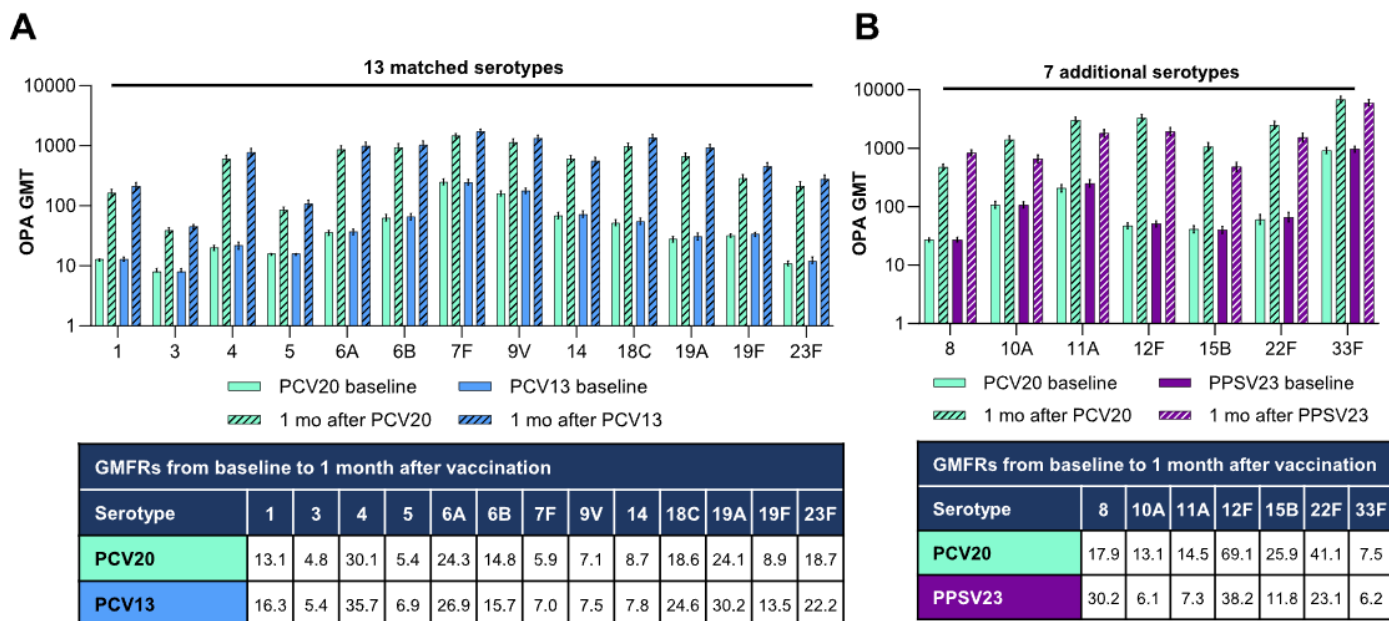 A
13 matched serotypes
OPA GMT
10000
1000
100
10
1
1 3 4 5 6A 6B 7F 9V 14 18C 19A 19F 23F
PCV20 baseline PCV13 baseline
1 mo after PCV20 1 mo after PCV13
GMFRs from baseline to 1 month after vaccination
Serotype 1 3 4 5 6A 6B 7F 9V 14 18C 19A 19F 23F
PCV20 13.1 4.8 30.1 5.4 24.3 14.8 5.9 7.1 8.7 18.6 24.1 8.9 18.7
PCV13 16.3 5.4 35.7 6.9 26.9 15.7 7.0 7.5 7.8 24.6 30.2 13.5 22.2
B
7 additional serotypes
OPA GMT
10000
1000
100
10
1
8 10A 11A 12F 15B 22F 33F
PCV20 baseline PPSV23 baseline
1 mo after PCV20 1 mo after PPSV23
GMFRs from baseline to 1 month after vaccination
Serotype 8 10A 11A 12F 15B 22F 33F
PCV20 17.9 13.1 14.5 69.1 25.9 41.1 7.5
PPSV23 30.2 6.1 7.3 38.2 11.8 23.1 6.2